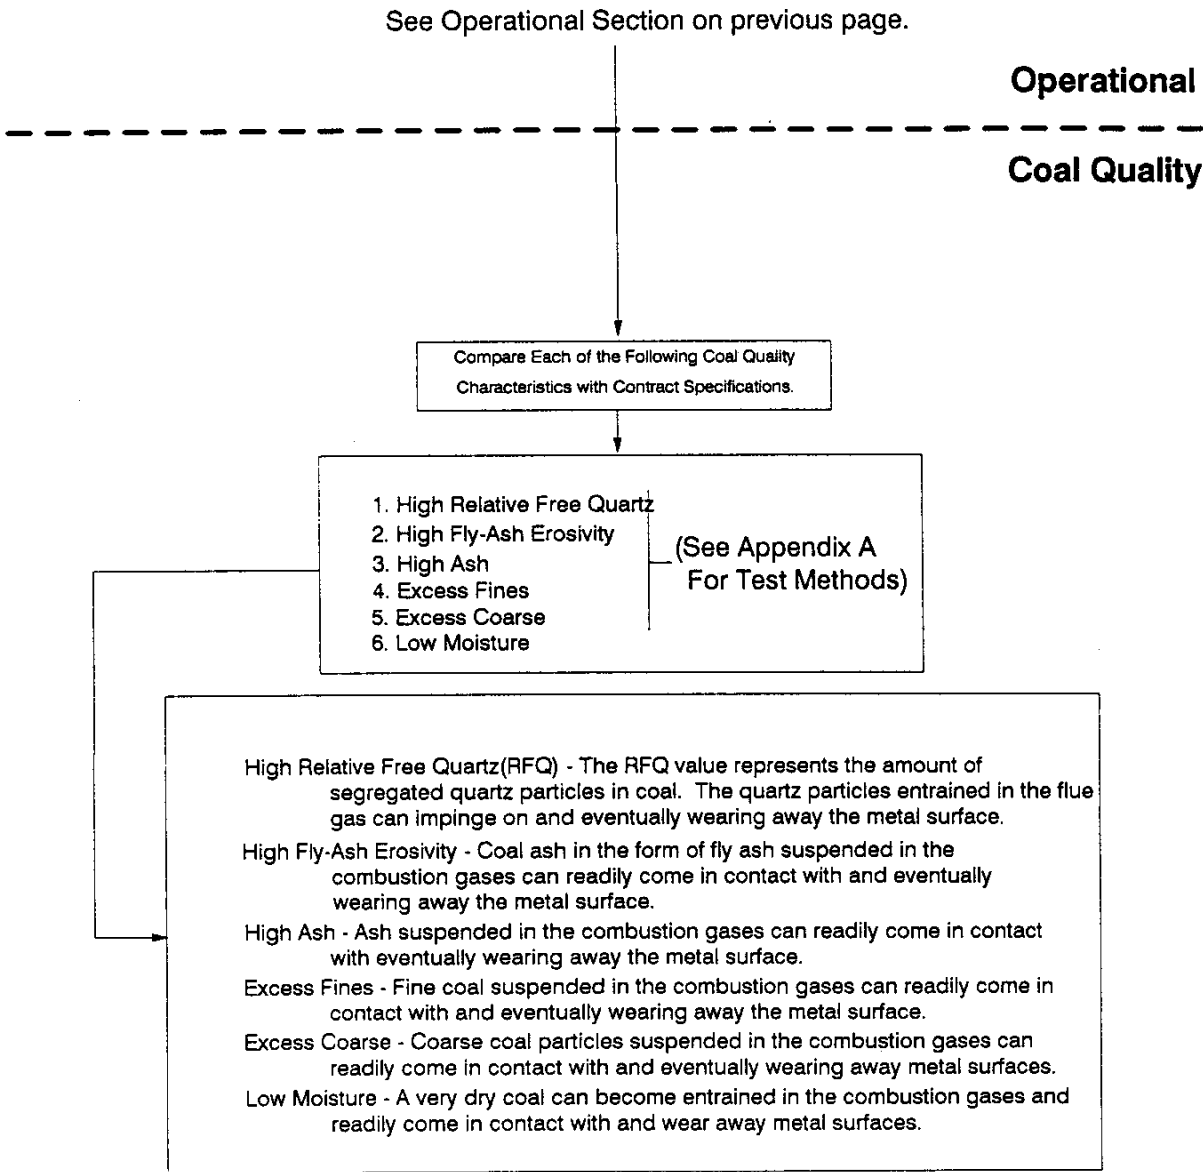 See Operational Section on previous page.
Operational
Coal Quality
Compare Each of the Following Coal Quality
Characteristics with Contract Specifications.
1. High Relative Free Quartz
2. High Fly-Ash Erosivity
3. High Ash
4. Excess Fines
5. Excess Coarse
6. Low Moisture
(See Appendix A
For Test Methods)
High Relative Free Quartz(RFQ) - The RFQ value represents the amount of
segregated quartz particles in coal. The quartz particles entrained in the flue
gas can impinge on and eventually wearing away the metal surface.
High Fly-Ash Erosivity - Coal ash in the form of fly ash suspended in the
combustion gases can readily come in contact with and eventually
wearing away the metal surface.
High Ash - Ash suspended in the combustion gases can readily come in contact
with eventually wearing away the metal surface.
Excess Fines - Fine coal suspended in the combustion gases can readily come in
contact with and eventually wearing away the metal surface.
Excess Coarse - Coarse coal particles suspended in the combustion gases can
readily come in contact with and eventually wearing away metal surfaces.
Low Moisture - A very dry coal can become entrained in the combustion gases and
readily come in contact with and wear away metal surfaces.